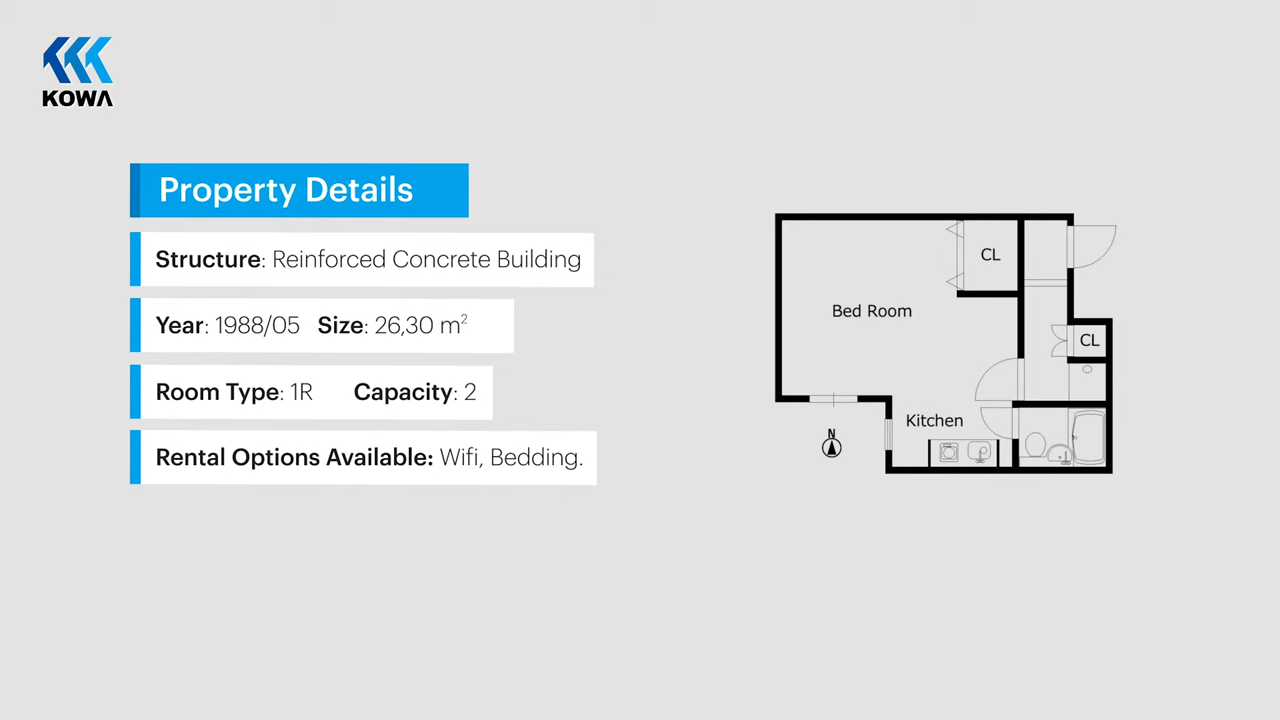 KOWA
Property Details
Structure: Reinforced Concrete Building
Year: 1988/05 Size: 26,30 m²
Room Type: 1R Capacity: 2
Rental Options Available: Wifi, Bedding.
CL
Bed Room
CL
Kitchen
N